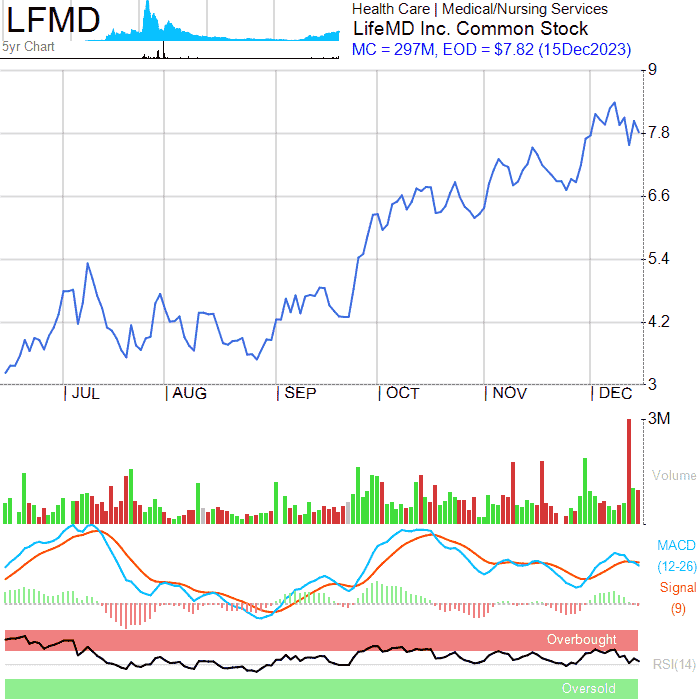 LFMD
5yr Chart
Health Care | Medical/Nursing Services
LifeMD Inc. Common Stock
MC = 297M, EOD = $7.82 (15Dec2023)
9
7.8
6.6
5.4
4.2
3
JUL AUG SEP OCT NOV DEC
3M
Volume
MACD
(12-26)
Signal
(9)
Overbought
RSI(14)
Oversold